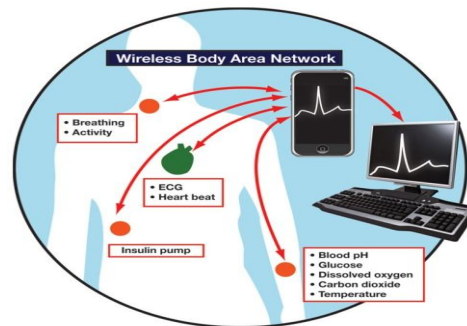 Wireless Body Area Network
• Breathing
• Activity
• ECG
• Heart beat
Insulin pump
• Blood pH
• Glucose
• Dissolved oxygen
• Carbon dioxide
• Temperature